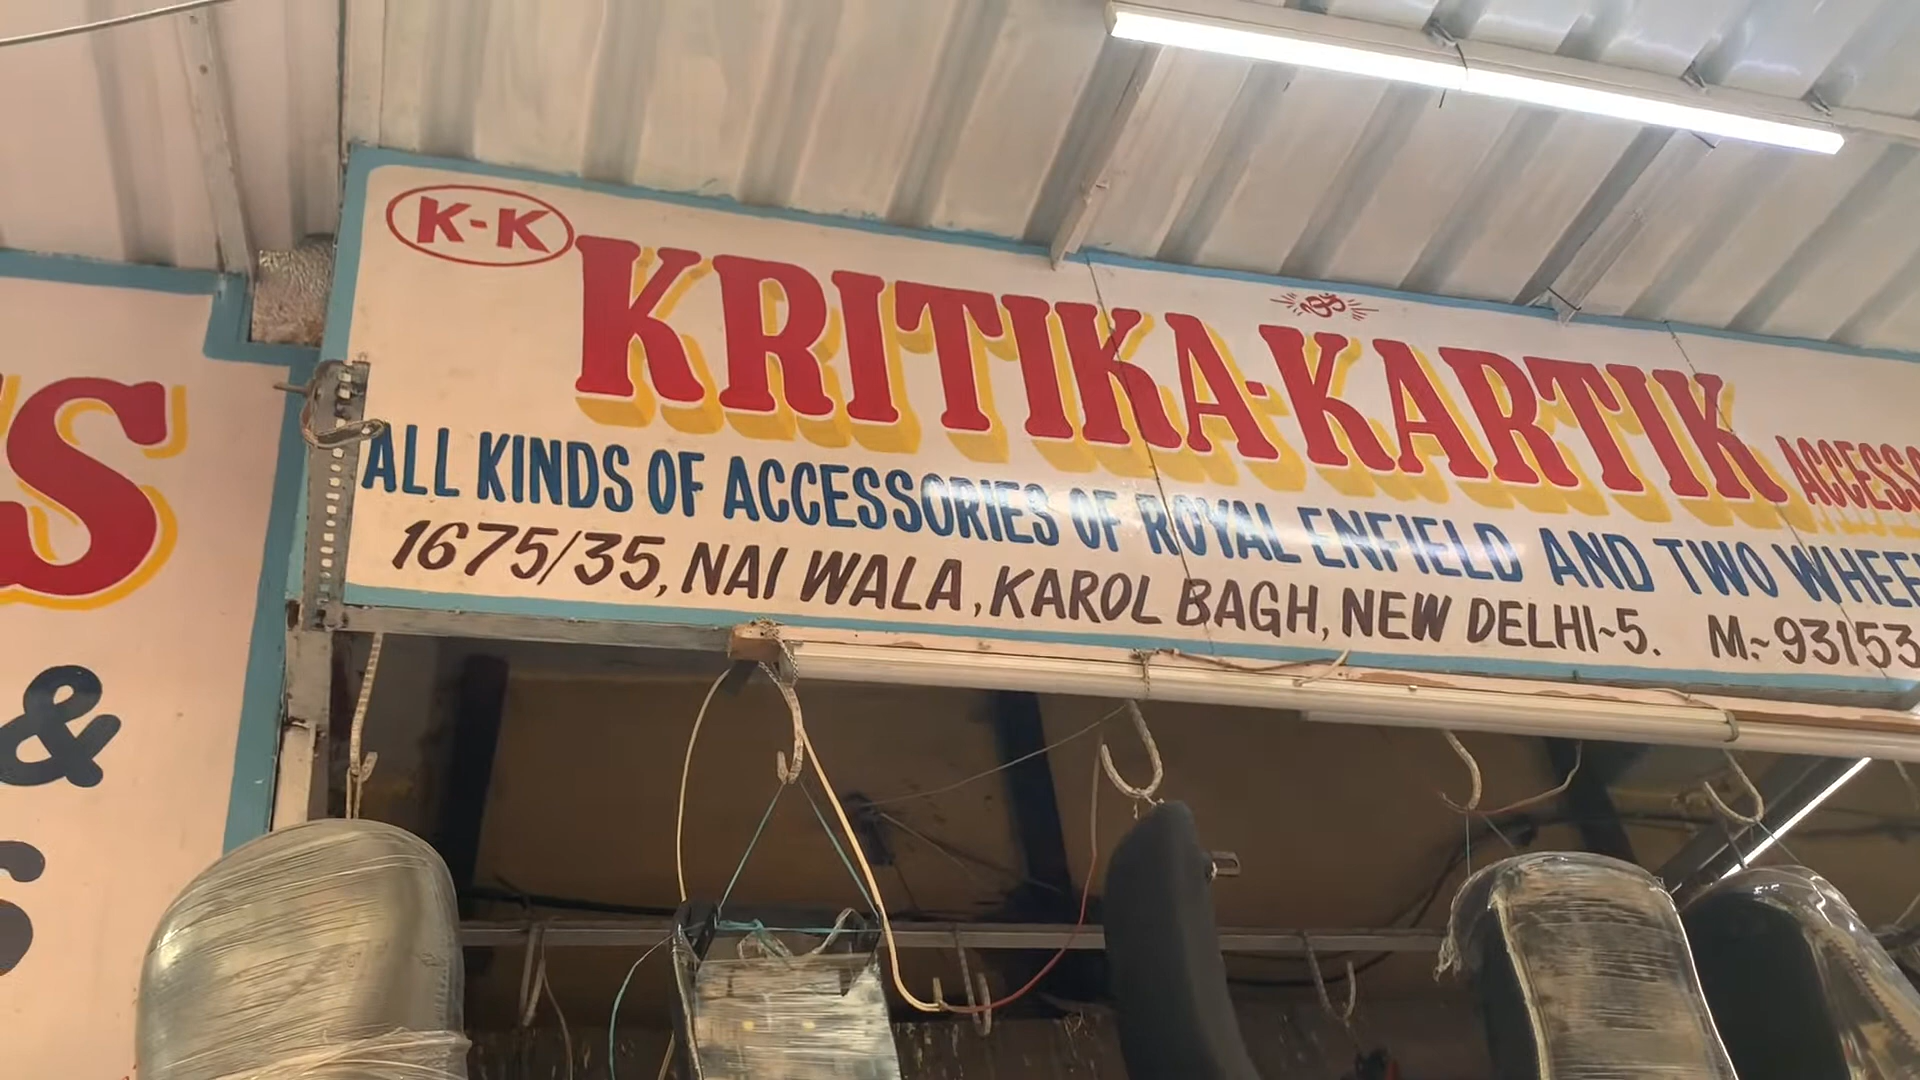 K-K
ॐ
KRITIKA-KARTIK
ALL KINDS OF ACCESSORIES OF ROYAL ENFIELD AND TWO
1675/35, NAI WALA, KAROL BAGH, NEW DELHI~5. M:~93153
S
&